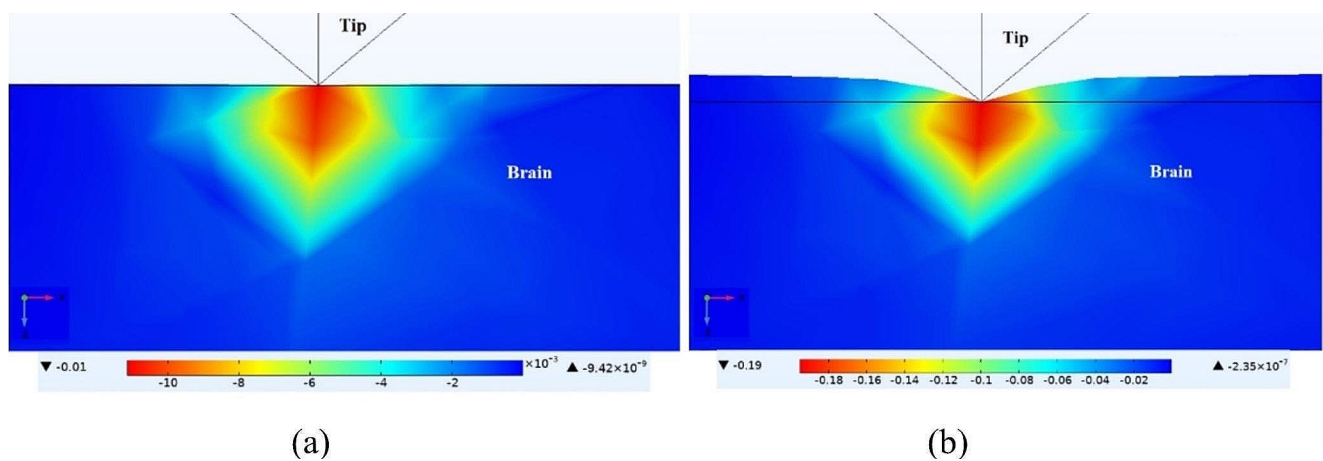 Tip
Brain
▼ -0.01
-10 -8 -6 -4 -2
×10⁻³ ▲ -9.42×10⁻⁹
(a)
Tip
Brain
▼ -0.19
-0.18 -0.16 -0.14 -0.12 -0.1 -0.08 -0.06 -0.04 -0.02
▲ -2.35×10⁻⁷
(b)